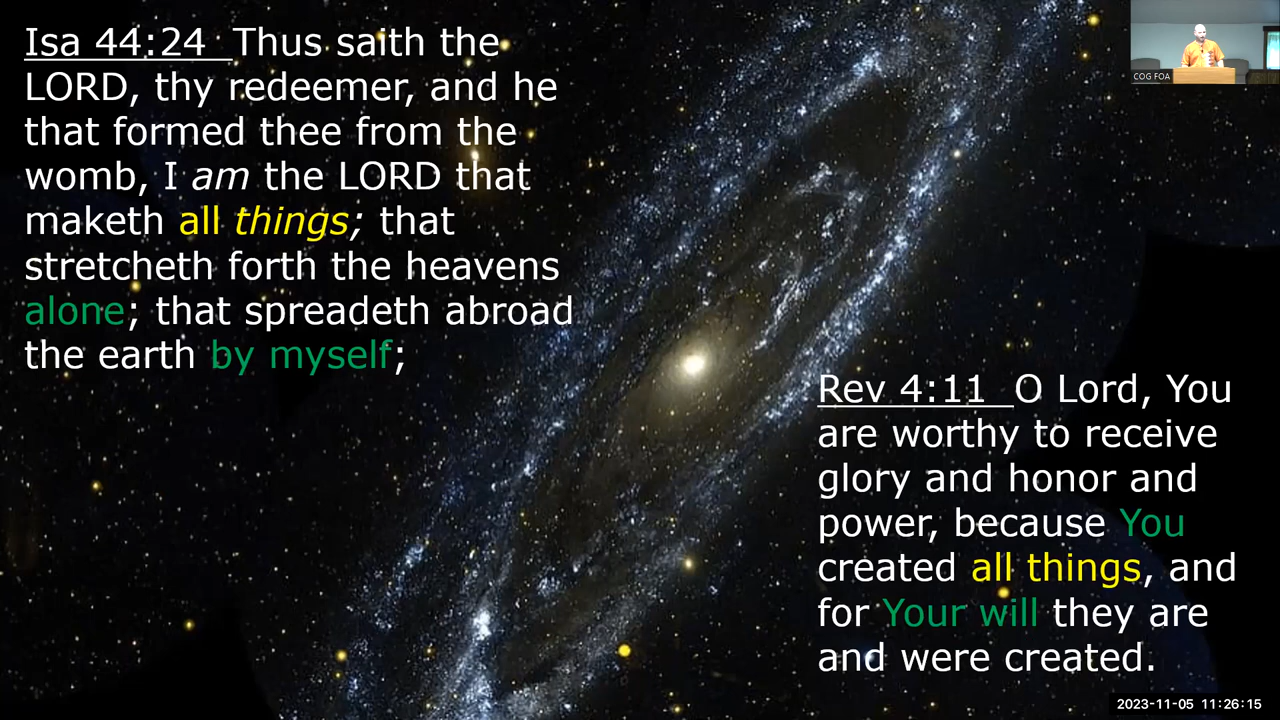 Isa 44:24 Thus saith the
LORD, thy redeemer, and he
that formed thee from the
womb, I am the LORD that
maketh all things; that
stretcheth forth the heavens
alone; that spreadeth abroad
the earth by myself;
Rev 4:11 O Lord, You
are worthy to receive
glory and honor and
power, because You
created all things, and
for Your will they are
and were created.
COG FOA
2023-11-05 11:26:15